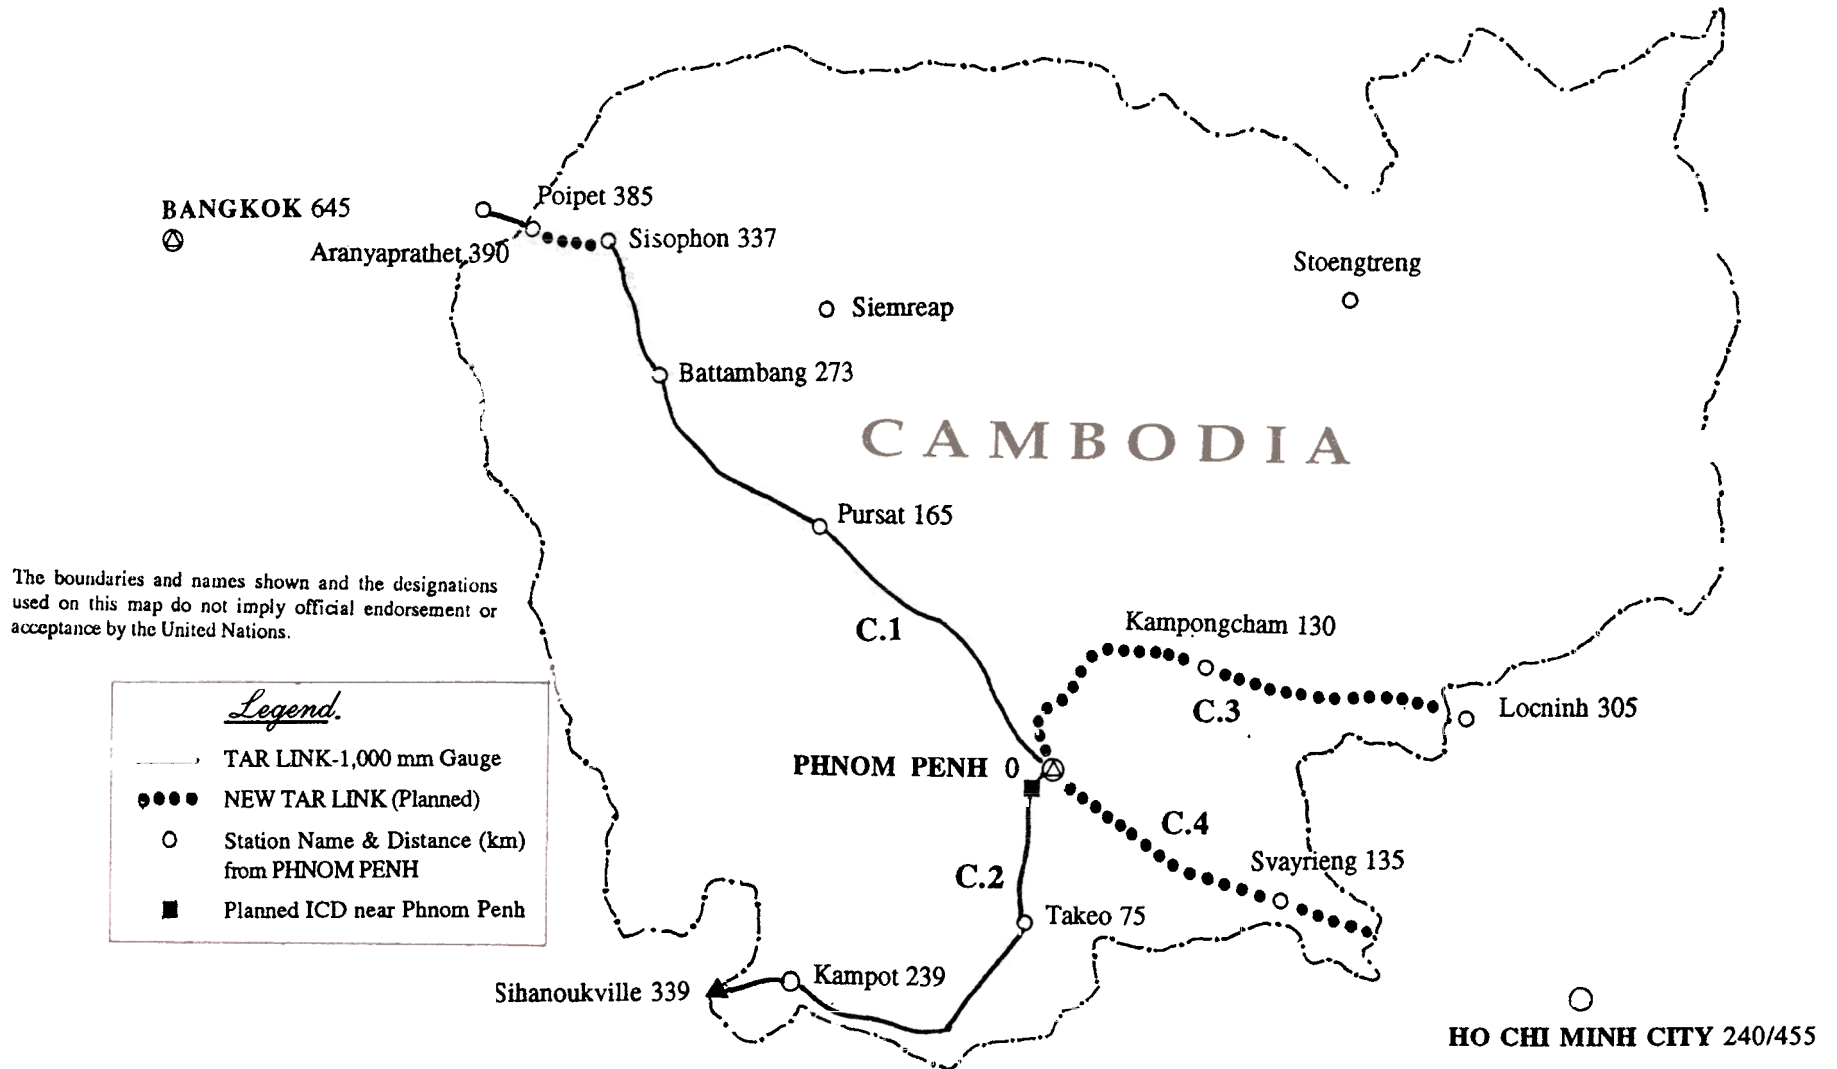 Poipet 385
BANGKOK 645
Aranyaprathet 390
Sisophon 337
Stoengtreng
Siemreap
Battambang 273
CAMBODIA
Pursat 165
The boundaries and names shown and the designations
used on this map do not imply official endorsement or
acceptance by the United Nations.
C.1
Kampongcham 130
C.3
Locninh 305
Legend.
TAR LINK-1,000 mm Gauge
NEW TAR LINK (Planned)
Station Name & Distance (km)
from PHNOM PENH
Planned ICD near Phnom Penh
PHNOM PENH 0
C.4
Svayrieng 135
C.2
Takeo 75
Kampot 239
Sihanoukville 339
HO CHI MINH CITY 240/455